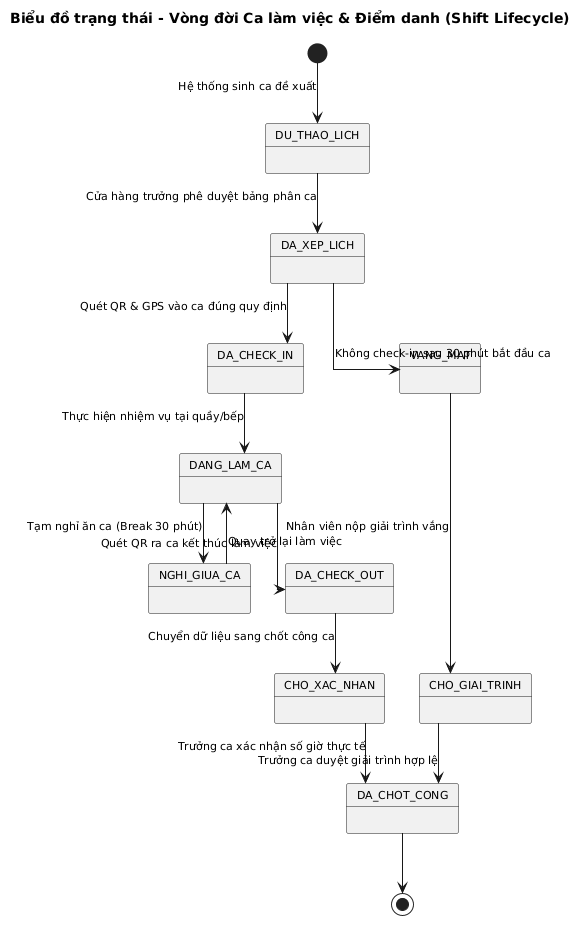 Biểu đồ trạng thái - Vòng đời Ca làm việc & Điểm danh (Shift Lifecycle)
Hệ thống sinh ca đề xuất
DU_THAO_LICH
Cửa hàng trưởng phê duyệt bảng phân ca
DA_XEP_LICH
Quét QR & GPS vào ca đúng quy định
DA_CHECK_IN
Không check-in sau 30 phút bắt đầu ca
VANG_MAT
Thực hiện nhiệm vụ tại quầy/bếp
DANG_LAM_CA
Tạm nghỉ ăn ca (Break 30 phút)
Quét QR ra ca kết thúc làm việc
Quay trở lại làm việc
Nhân viên nộp giải trình vắng
NGHI_GIUA_CA
DA_CHECK_OUT
Chuyển dữ liệu sang chốt công ca
CHO_XAC_NHAN
CHO_GIAI_TRINH
Trưởng ca xác nhận số giờ thực tế
Trưởng ca duyệt giải trình hợp lệ
DA_CHOT_CONG